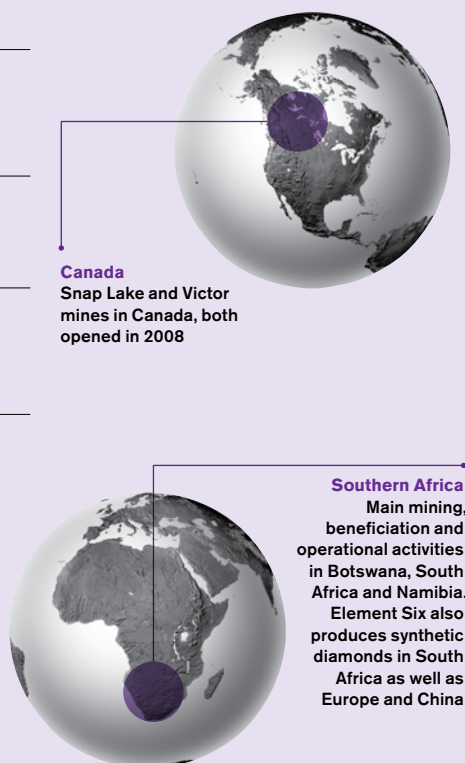 Canada
Snap Lake and Victor
mines in Canada, both
opened in 2008
Southern Africa
Main mining,
beneficiation and
operational activities
in Botswana, South
Africa and Namibia.
Element Six also
produces synthetic
diamonds in South
Africa as well as
Europe and China